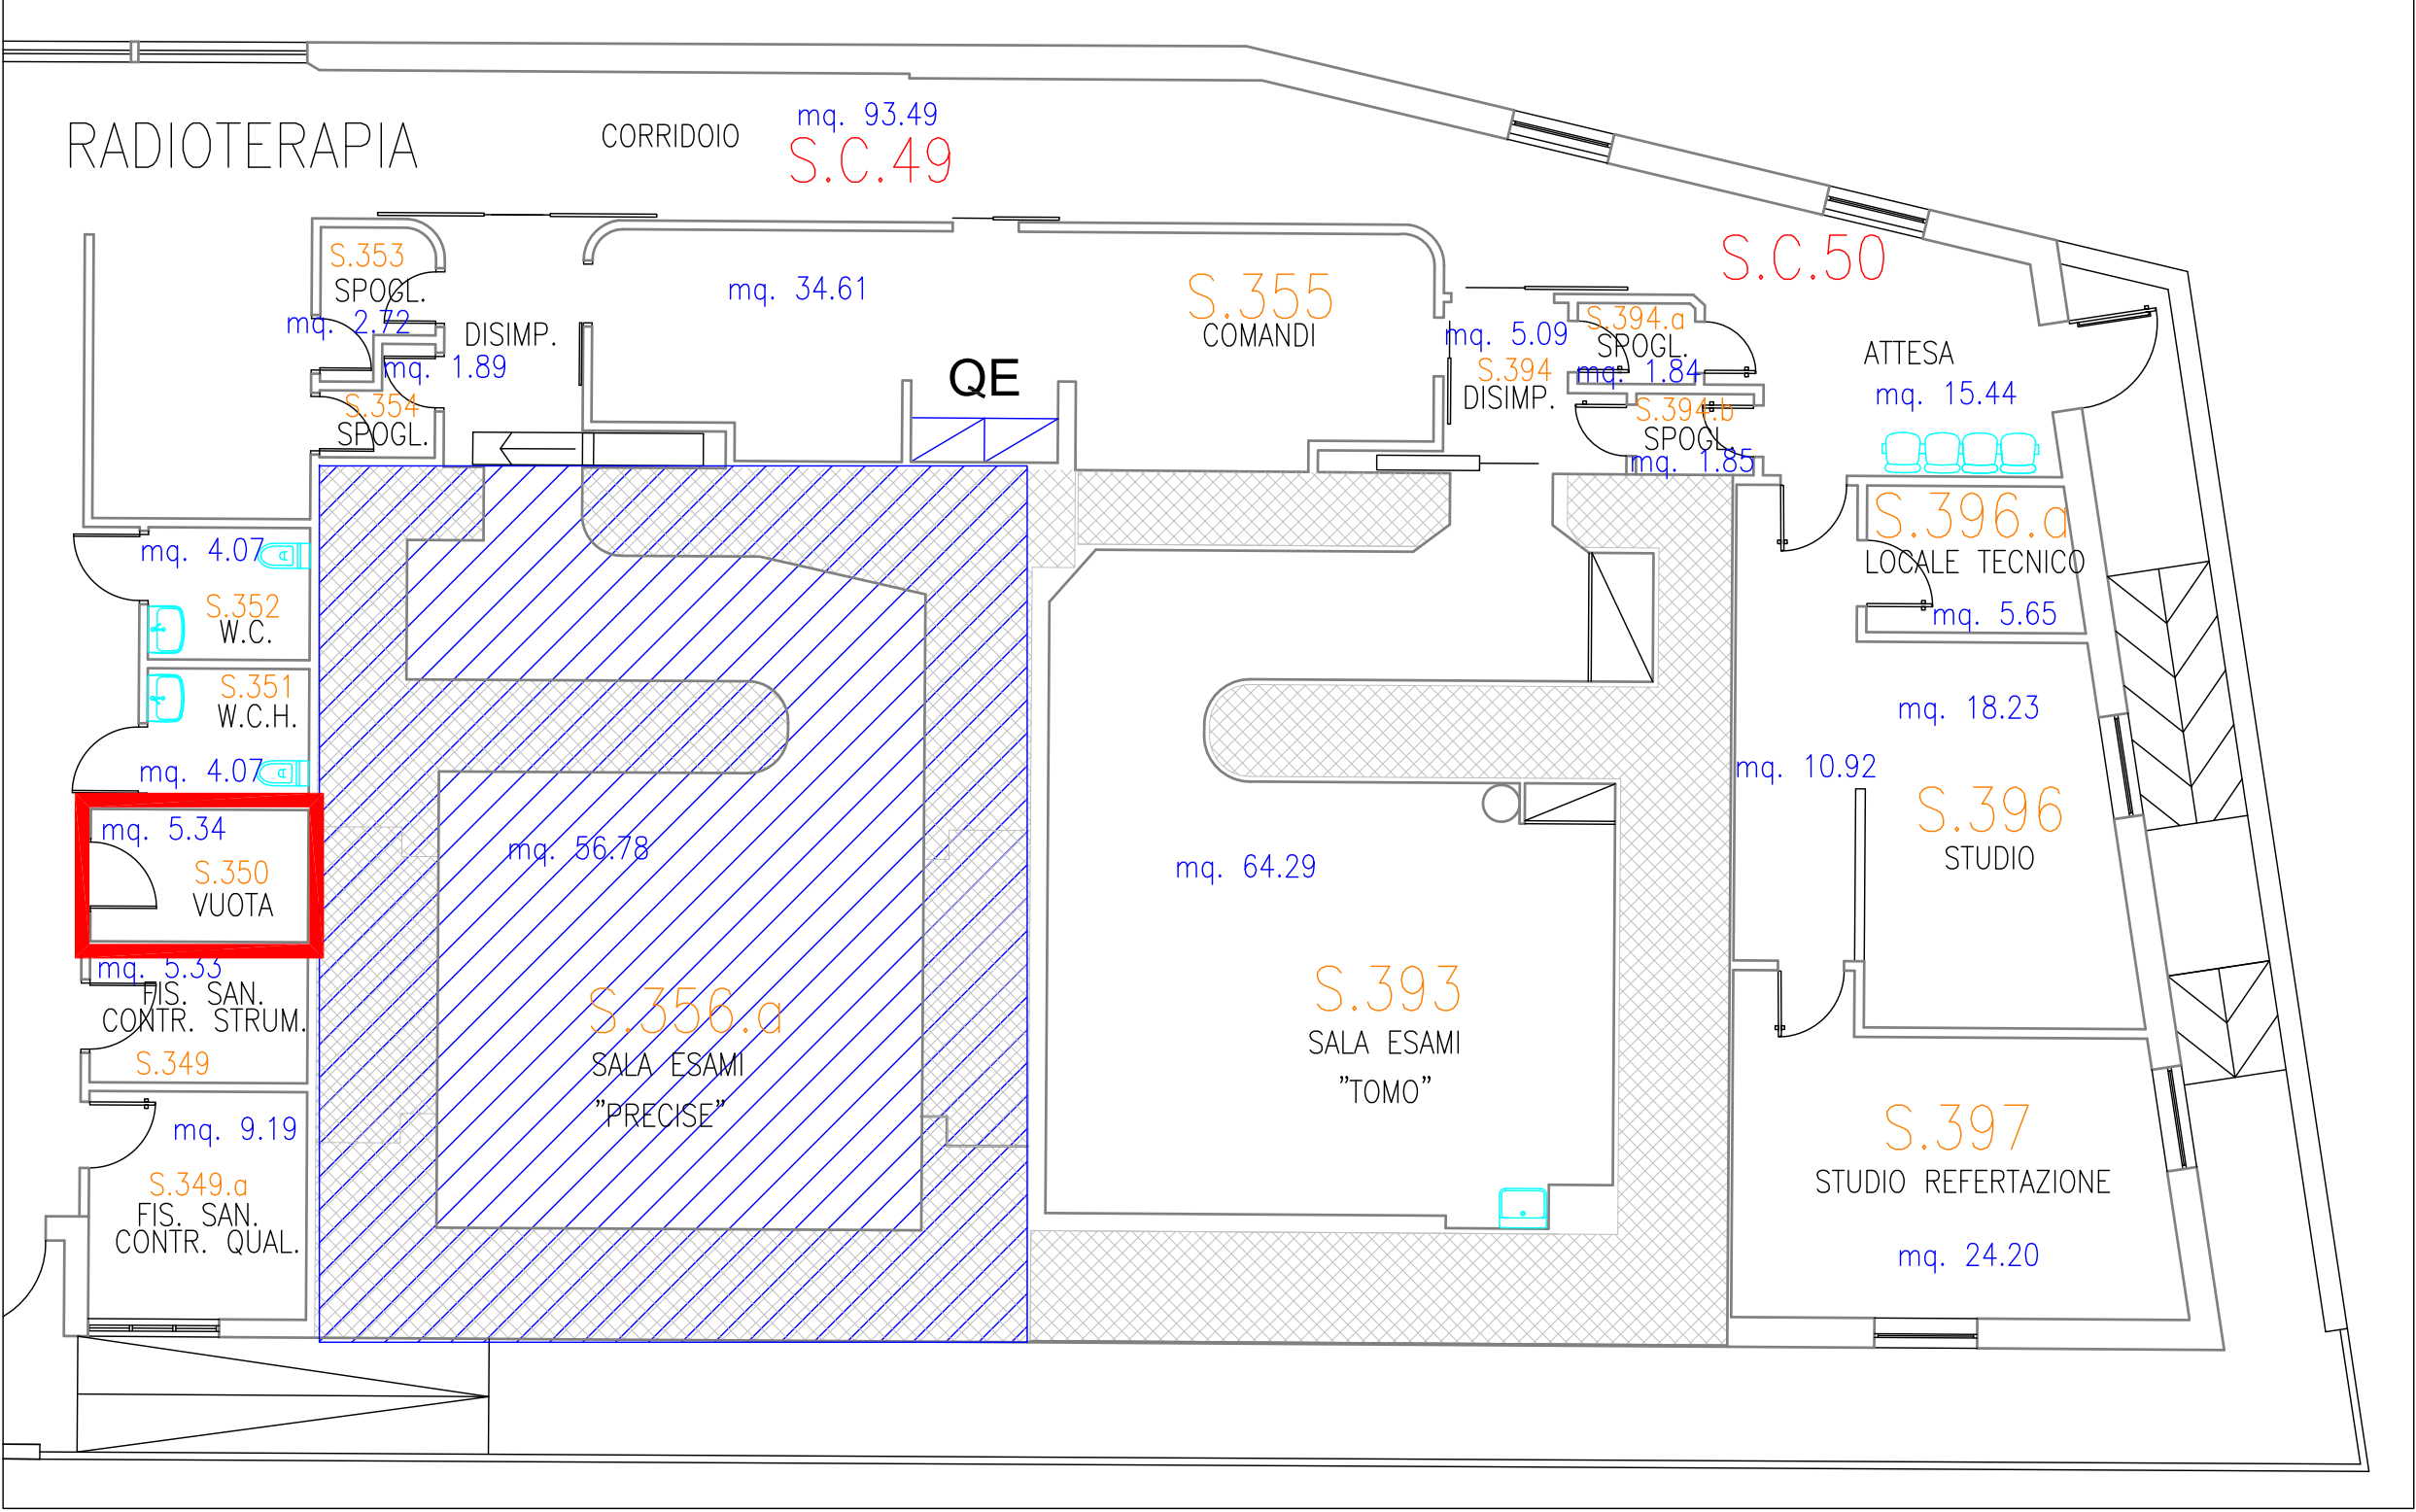 RADIOTERAPIA
CORRIDOIO
mq. 93.49
S.C.49
S.C.50
S.353
SPOGL.
mq. 2.72
DISIMP.
mq. 1.89
S.354
SPOGL.
mq. 34.61
S.355
COMANDI
QE
mq. 5.09
S.394
DISIMP.
S.394.a
SPOGL.
mq. 1.84
S.394.b
SPOGL.
mq. 1.85
ATTESA
mq. 15.44
S.396.a
LOCALE TECNICO
mq. 5.65
mq. 4.07
S.352
W.C.
S.351
W.C.H.
mq. 4.07
mq. 5.34
S.350
VUOTA
mq. 5.33
FIS. SAN.
CONTR. STRUM.
S.349
mq. 9.19
S.349.a
FIS. SAN.
CONTR. QUAL.
mq. 56.78
S.356.a
SALA ESAMI
"PRECISE"
mq. 64.29
S.393
SALA ESAMI
"TOMO"
mq. 10.92
mq. 18.23
S.396
STUDIO
S.397
STUDIO REFERTAZIONE
mq. 24.20